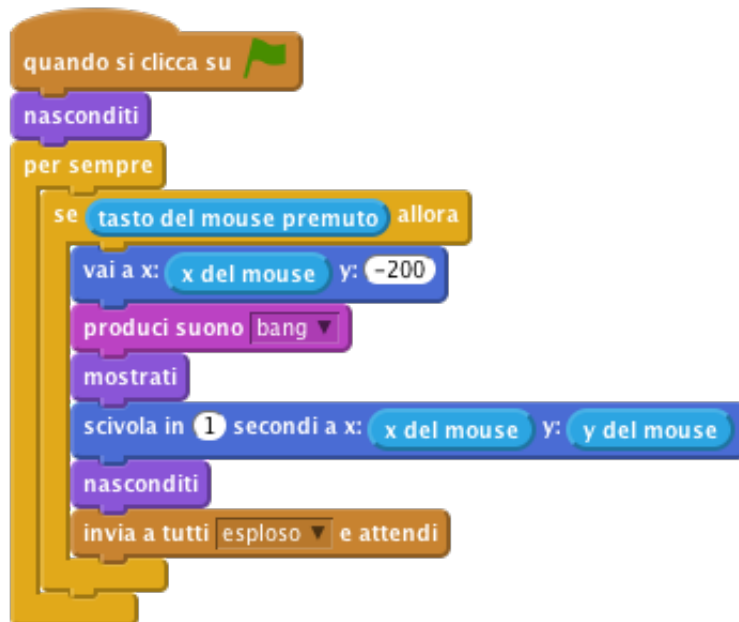 quando si clicca su
nasconditi
per sempre
se tasto del mouse premuto allora
vai a x: x del mouse y: -200
produci suono bang
mostrati
scivola in 1 secondi a x: x del mouse y: y del mouse
nasconditi
invia a tutti esploso e attendi